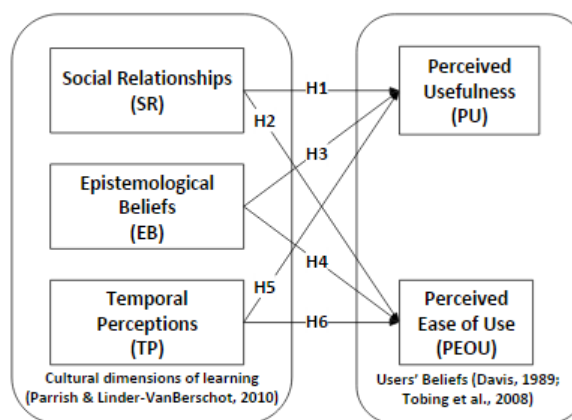 Social Relationships
(SR)
Epistemological
Beliefs
(EB)
Temporal
Perceptions
(TP)
Cultural dimensions of learning
(Parrish & Linder-VanBerschot, 2010)
H1
H2
H3
H4
H5
H6
Perceived
Usefulness
(PU)
Perceived
Ease of Use
(PEOU)
Users' Beliefs (Davis, 1989;
Tobing et al., 2008)